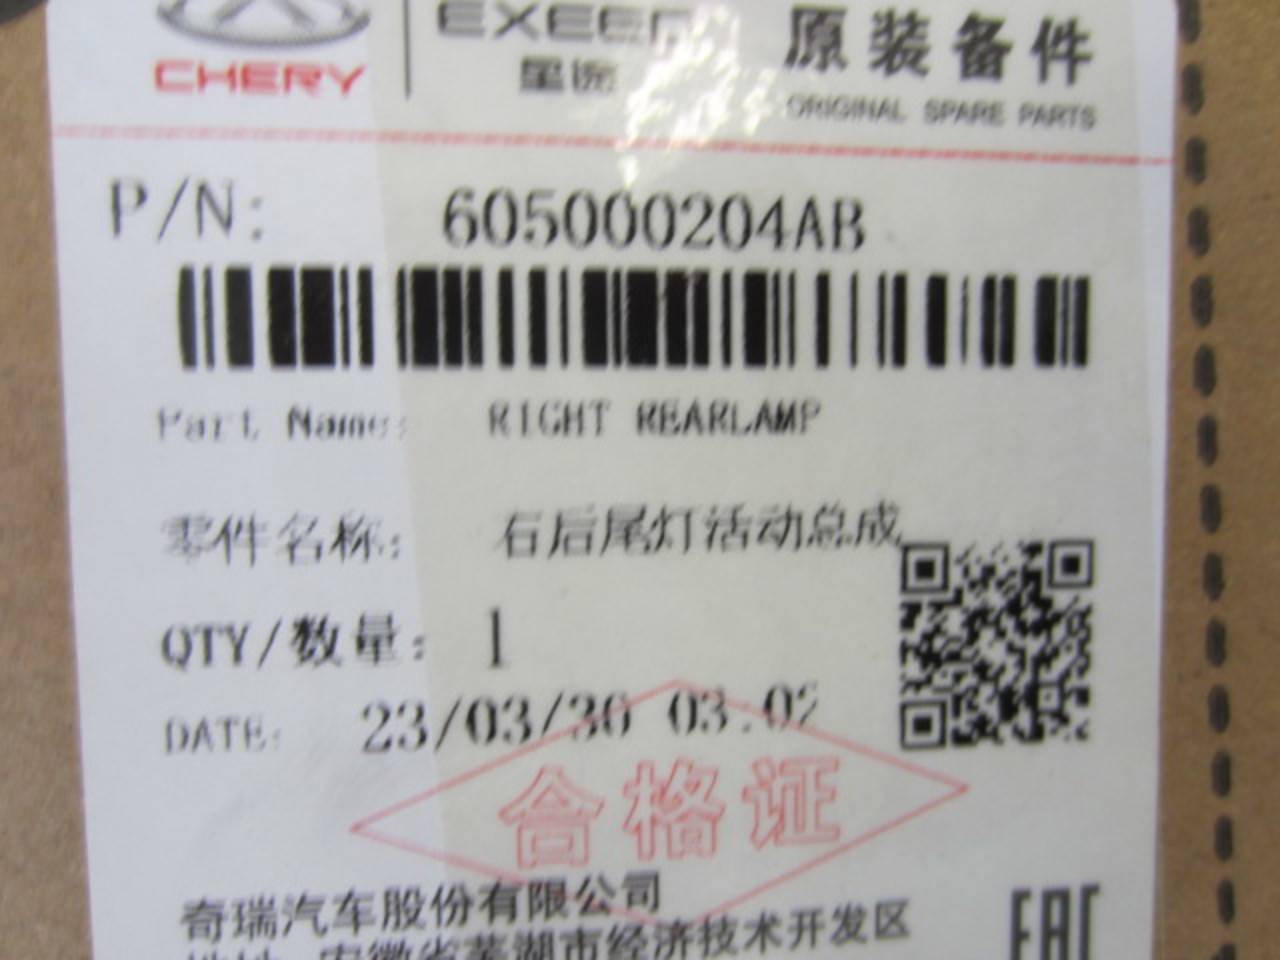 CHERY
EXEED
星途
原装备件
ORIGINAL SPARE PARTS
P/N: 605000204AB
Part Name: RIGHT REARLAMP
零件名称: 右后尾灯活动总成
QTY/数量: 1
DATE: 23/03/30 03:02
合格证
奇瑞汽车股份有限公司
地址: 安徽省芜湖市经济技术开发区
EAC